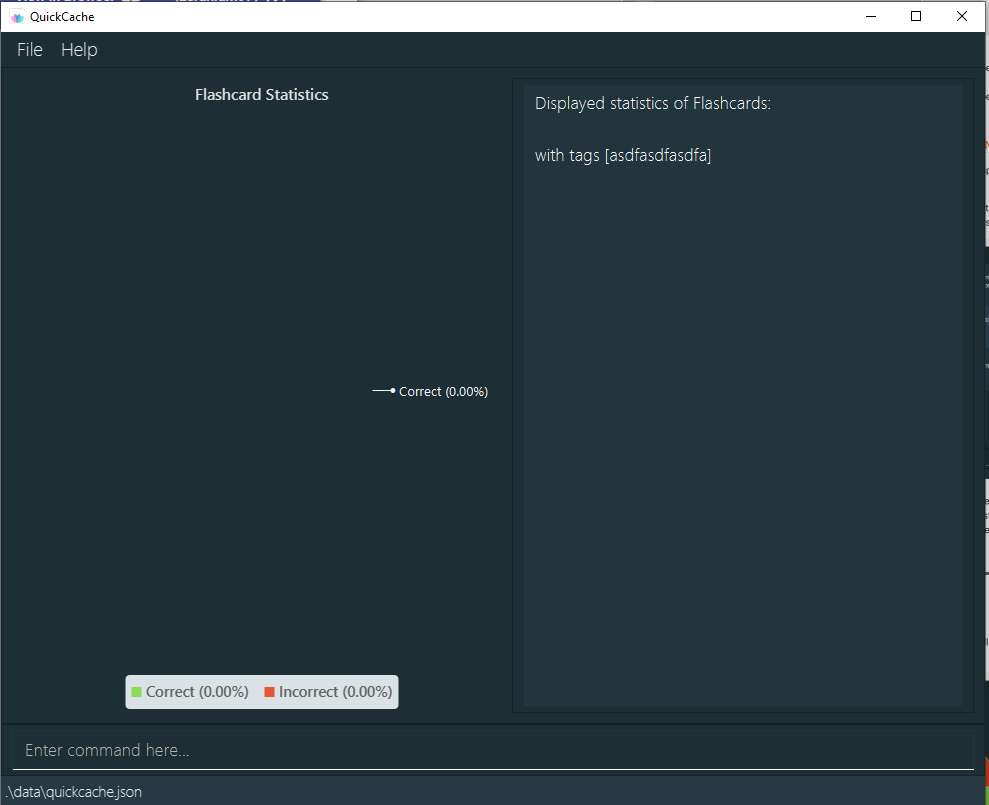 QuickCache
File Help
Flashcard Statistics
Correct (0.00%)
Correct (0.00%) Incorrect (0.00%)
Displayed statistics of Flashcards:
with tags [asdfasdfasdfa]
Enter command here...
.\data\quickcache.json